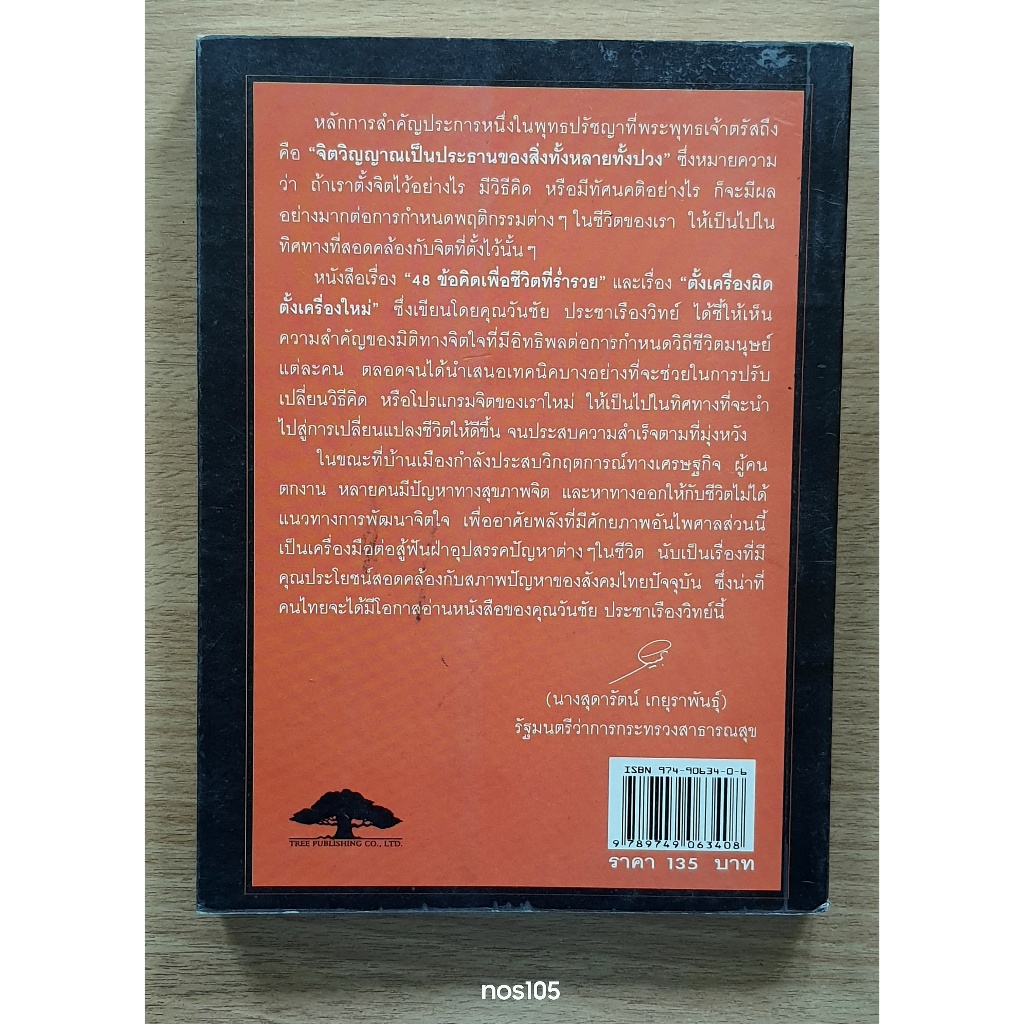 หลักการสำคัญประการหนึ่งในพุทธปรัชญาที่พระพุทธเจ้าตรัสถึง
คือ “จิตวิญญาณเป็นประธานของสิ่งทั้งหลายทั้งปวง” ซึ่งหมายความ
ว่า ถ้าเราตั้งจิตไว้อย่างไร มีวิธีคิด หรือมีทัศนคติอย่างไร ก็จะมีผล
อย่างมากต่อการกำหนดพฤติกรรมต่าง ๆ ในชีวิตของเรา ให้เป็นไปใน
ทิศทางที่สอดคล้องกับจิตที่ตั้งไว้นั้น ๆ
หนังสือเรื่อง “48 ข้อคิดเพื่อชีวิตที่ร่ำรวย” และเรื่อง “ตั้งเครื่องผิด
ตั้งเครื่องใหม่” ซึ่งเขียนโดยคุณวันชัย ประชาเรืองวิทย์ ได้ชี้ให้เห็น
ความสำคัญของมิติทางจิตใจที่มีอิทธิพลต่อการกำหนดวิถีชีวิตมนุษย์
แต่ละคน ตลอดจนได้นำเสนอเทคนิคบางอย่างที่จะช่วยในการปรับ
เปลี่ยนวิธีคิด หรือโปรแกรมจิตของเราใหม่ ให้เป็นไปในทิศทางที่จะนำ
ไปสู่การเปลี่ยนแปลงชีวิตให้ดีขึ้น จนประสบความสำเร็จตามที่มุ่งหวัง
ในขณะที่บ้านเมืองกำลังประสบวิกฤตการณ์ทางเศรษฐกิจ ผู้คน
ตกงาน หลายคนมีปัญหาทางสุขภาพจิต และหาทางออกให้กับชีวิตไม่ได้
แนวทางการพัฒนาจิตใจ เพื่ออาศัยพลังที่มีศักยภาพอันไพศาลส่วนนี้
เป็นเครื่องมือต่อสู้ฟันฝ่าอุปสรรคปัญหาต่าง ๆในชีวิต นับเป็นเรื่องที่มี
คุณประโยชน์สอดคล้องกับสภาพปัญหาของสังคมไทยปัจจุบัน ซึ่งน่าที่
คนไทยจะได้มีโอกาสอ่านหนังสือของคุณวันชัย ประชาเรืองวิทย์นี้
(นางสุดารัตน์ เกยุราพันธุ์)
รัฐมนตรีว่าการกระทรวงสาธารณสุข
ISBN 974-90634-0-6
9 789749 063408
ราคา 135 บาท
TREE PUBLISHING CO., LTD.
nos105